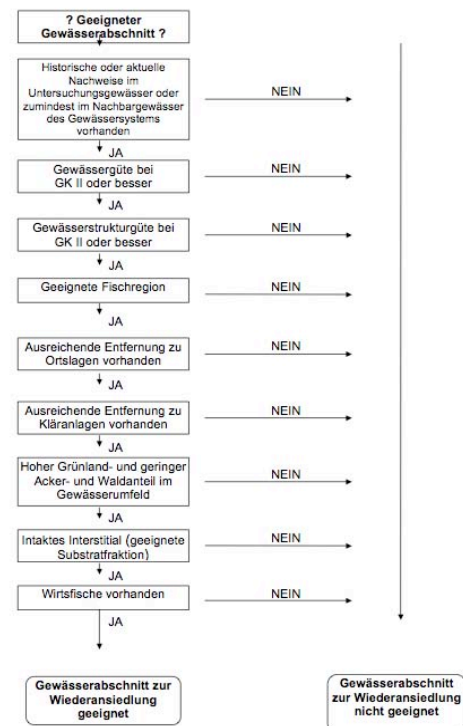 ? Geeigneter
Gewässerabschnitt ?
Historische oder aktuelle
Nachweise im
Untersuchungsgewässer oder
zumindest im Nachbargewässer
des Gewässersystems
vorhanden
NEIN
JA
Gewässergüte bei
GK II oder besser
NEIN
JA
Gewässerstrukturgüte bei
GK II oder besser
NEIN
JA
Geeignete Fischregion
NEIN
JA
Ausreichende Entfernung zu
Ortslagen vorhanden
NEIN
JA
Ausreichende Entfernung zu
Kläranlagen vorhanden
NEIN
JA
Hoher Grünland- und geringer
Acker- und Waldanteil im
Gewässerumfeld
NEIN
JA
Intaktes Interstitial (geeignete
Substratfraktion)
NEIN
JA
Wirtsfische vorhanden
NEIN
JA
Gewässerabschnitt zur
Wiederansiedlung
geeignet
Gewässerabschnitt
zur Wiederansiedlung
nicht geeignet